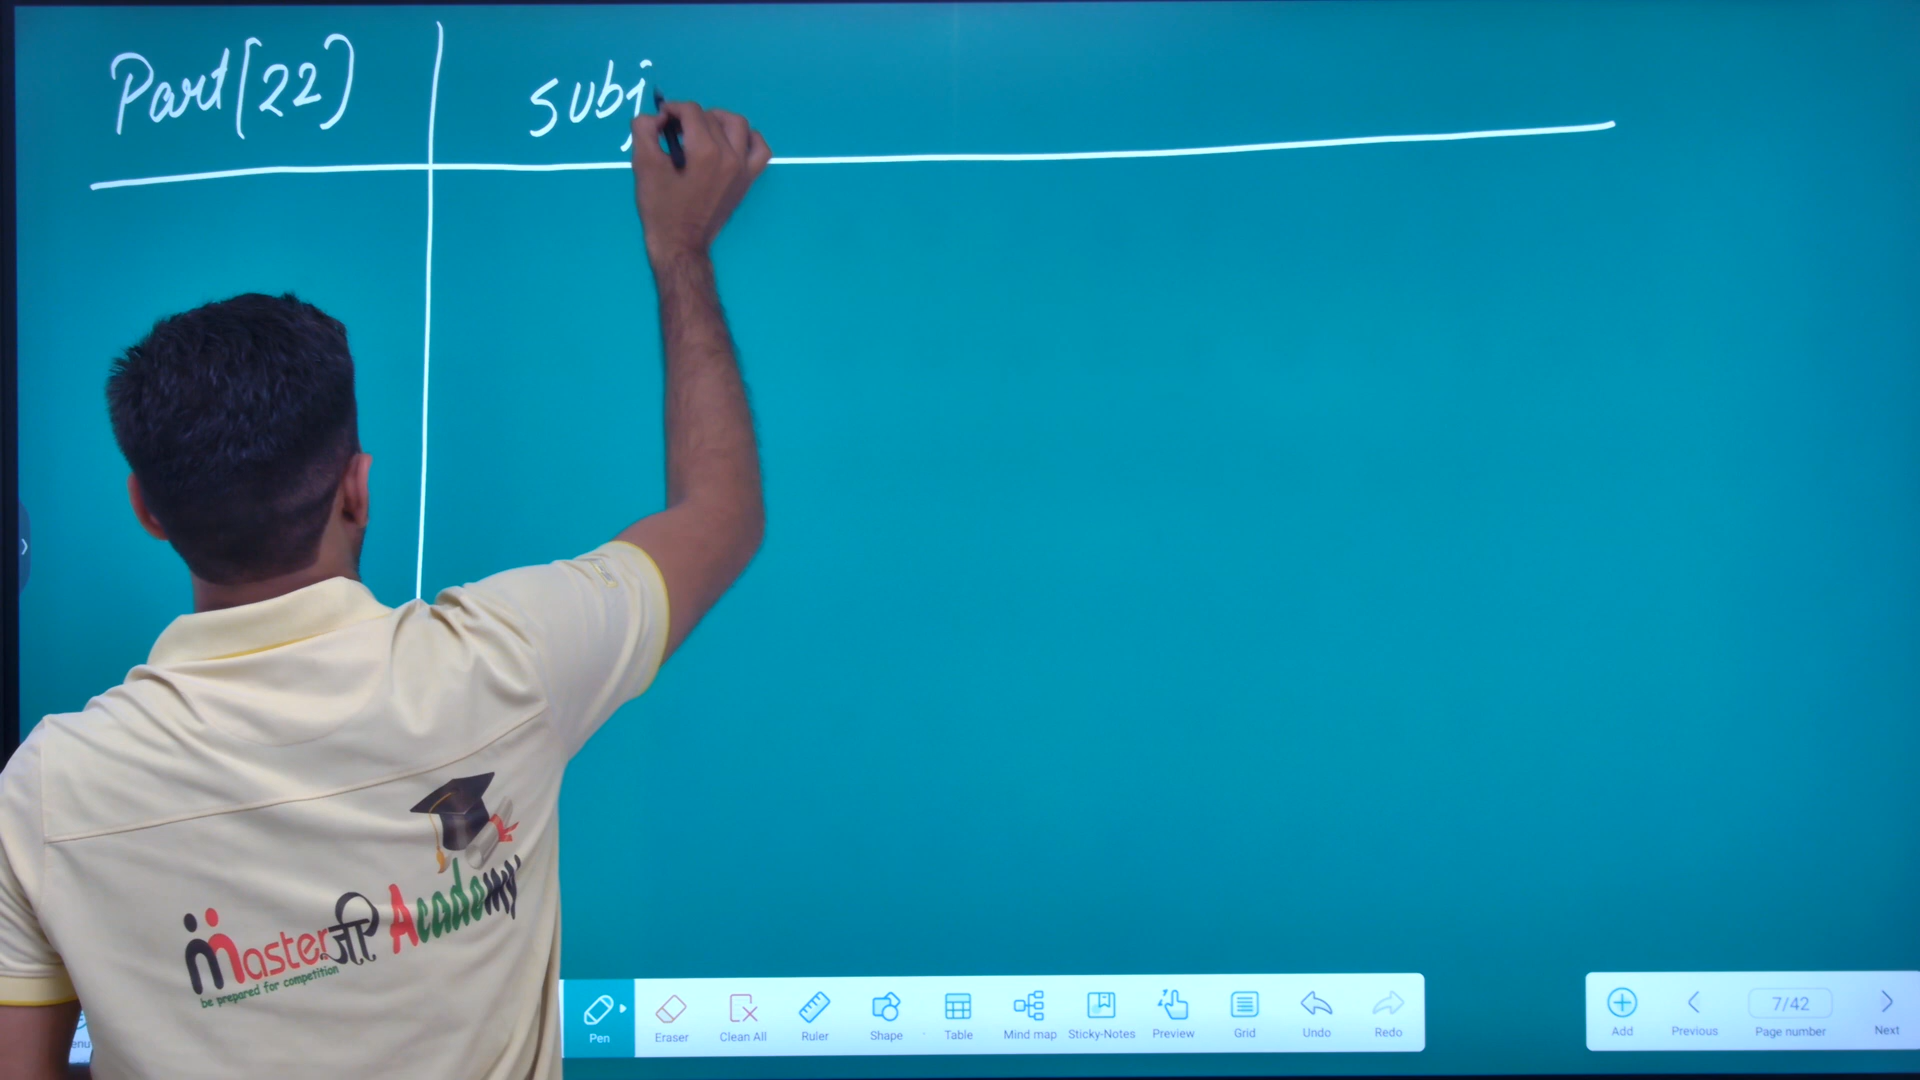 Part(22) subj
Masterजी Academy
be prepared for competition
Pen Eraser Clean All Ruler Shape Table Mind map Sticky-Notes Preview Grid Undo Redo
Add Previous 7/42 Page number Next